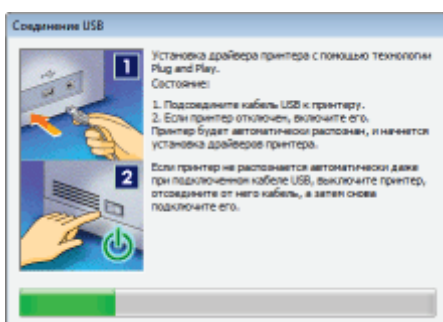 Соединение USB
1
Установка драйвера принтера с помощью технологии
Plug and Play.
Состояние:
1. Подсоедините кабель USB к принтеру.
2. Если принтер отключен, включите его.
Принтер будет автоматически распознан, и начнется
установка драйверов принтера.
2
Если принтер не распознается автоматически даже
при подключенном кабеле USB, выключите принтер,
отсоедините от него кабель, а затем снова
подключите его.